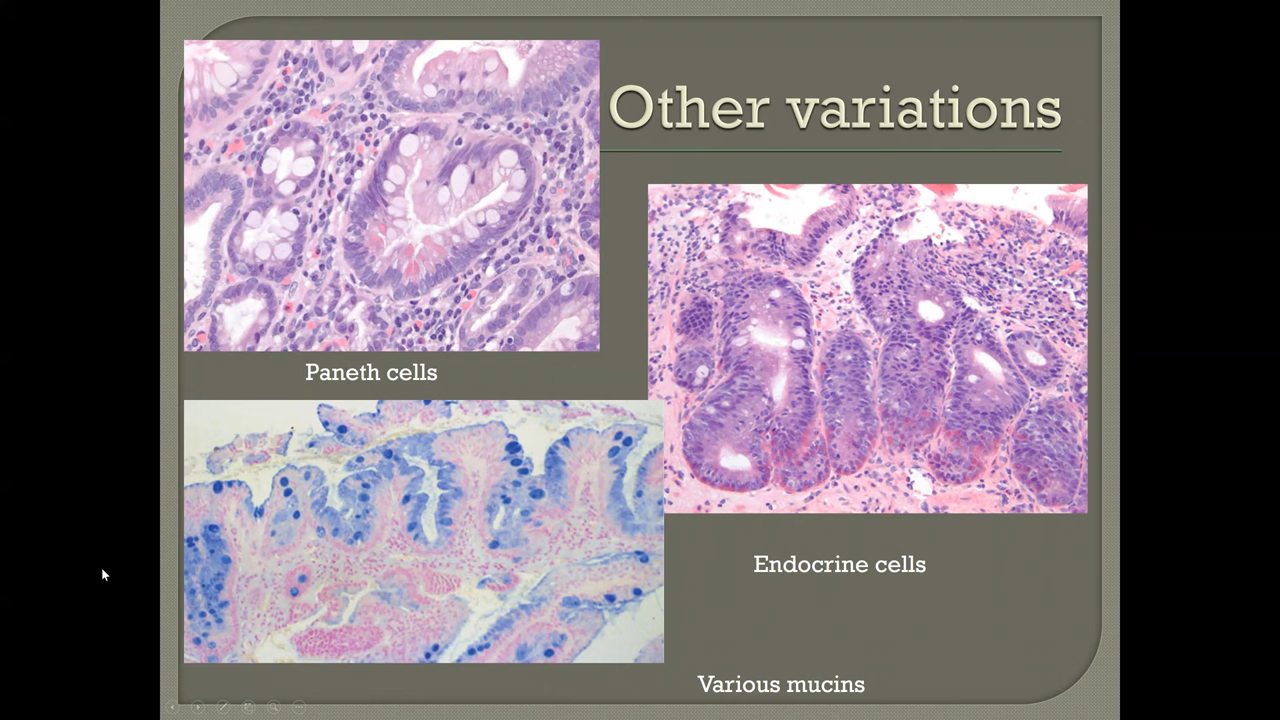 Other variations
Paneth cells
Endocrine cells
Various mucins